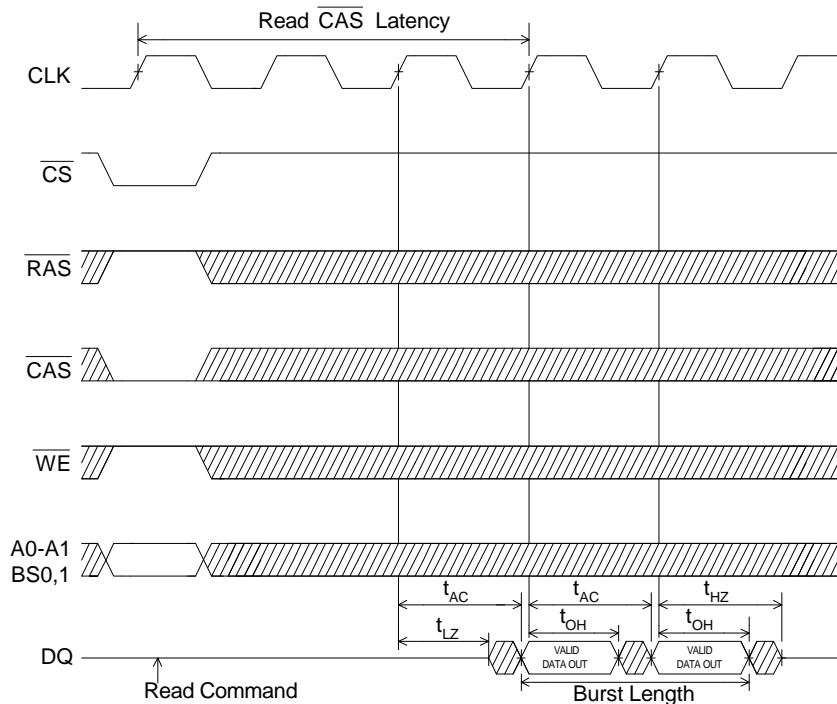 Read CAS Latency
CLK
CS
RAS
CAS
WE
A0-A1
BS0,1
tAC tAC tHZ
tLZ tOH tOH
DQ
VALID DATA OUT
VALID DATA OUT
Read Command
Burst Length